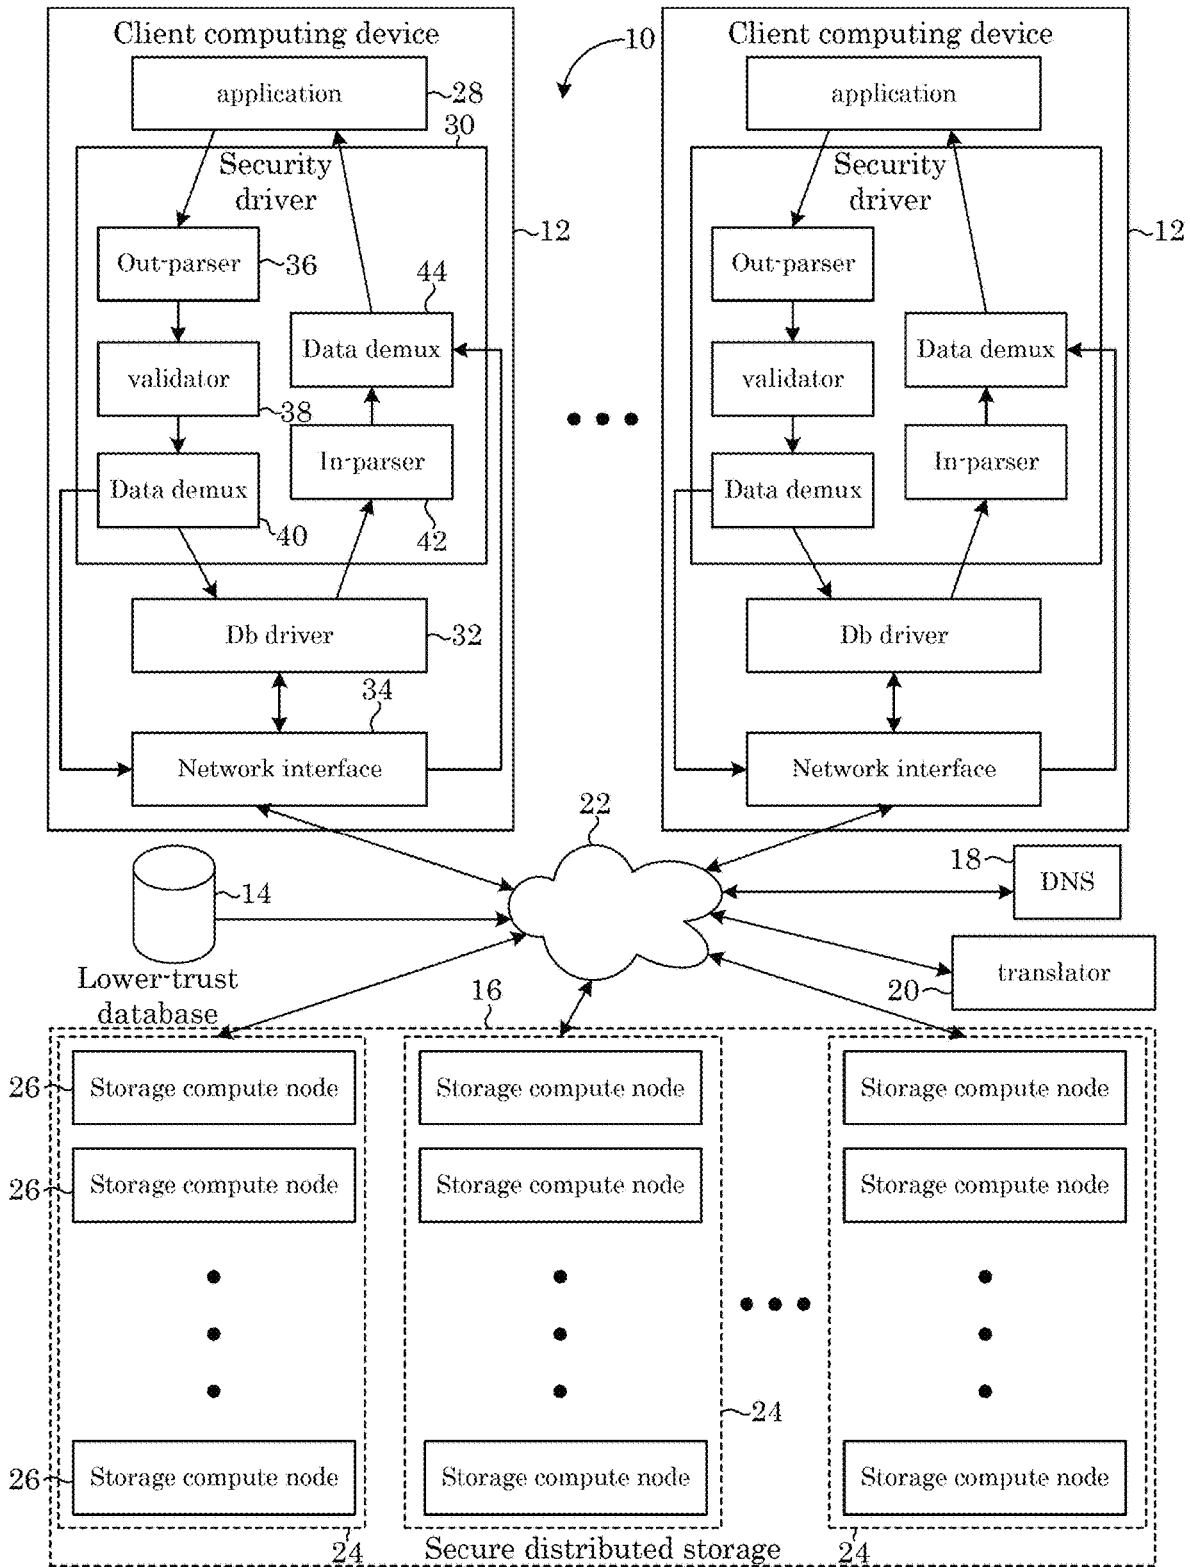 Client computing device
application
28
30
Security
driver
12
Out-parser
36
44
Data demux
validator
38
In-parser
Data demux
40
42
Db driver
32
34
Network interface
10
Client computing device
application
Security
driver
12
Out-parser
Data demux
validator
In-parser
Data demux
Db driver
Network interface
22
14
Lower-trust
database
18
DNS
translator
20
16
26
Storage compute node
Storage compute node
Storage compute node
26
Storage compute node
Storage compute node
Storage compute node
24
26
Storage compute node
Storage compute node
Storage compute node
24
Secure distributed storage
24